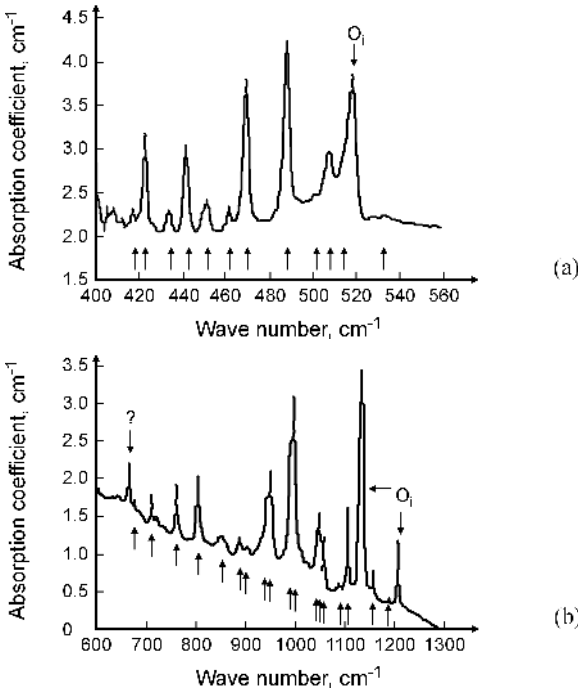 Absorption coefficient, cm⁻¹
4.5
4.0
3.5
3.0
2.5
2.0
1.5
Oi
400 420 440 460 480 500 520 540 560
Wave number, cm⁻¹
(a)
Absorption coefficient, cm⁻¹
3.5
3.0
2.5
2.0
1.5
1.0
0.5
0
?
Oi
600 700 800 900 1000 1100 1200 1300
Wave number, cm⁻¹
(b)